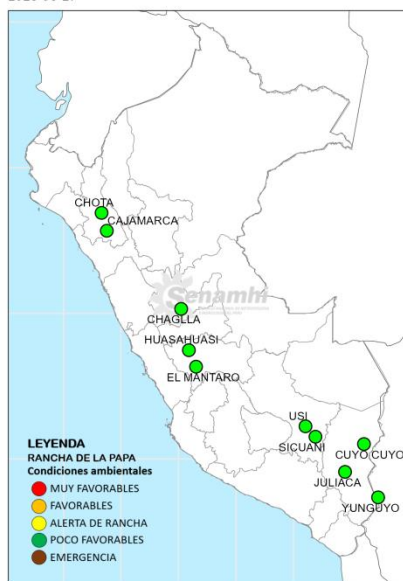 CHOTA
CAJAMARCA
Senamhi
CHAGLLA
HUASAHUASI
EL MANTARO
USI
SICUANI
CUYO CUYO
JULIACA
YUNGUYO
LEYENDA
RANCHA DE LA PAPA
Condiciones ambientales
MUY FAVORABLES
FAVORABLES
ALERTA DE RANCHA
POCO FAVORABLES
EMERGENCIA